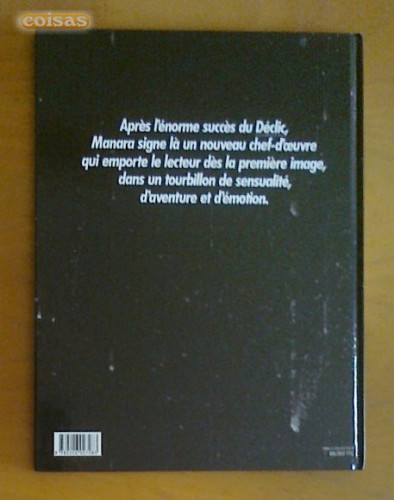 coisas
Après l'énorme succès du Déclic,
Manara signe là un nouveau chef-d'œuvre
qui emporte le lecteur dès la première image,
dans un tourbillon de sensualité,
d'aventure et d'émotion.